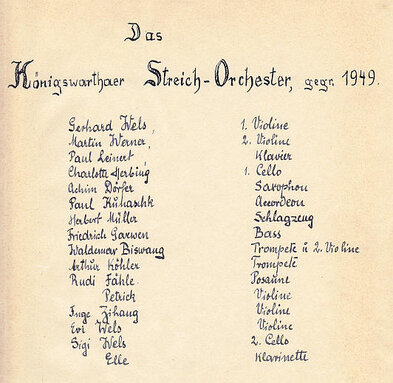 Das
Königswarthaer Streich-Orchester, gegr. 1949.
Gerhard Wels, 1. Violine
Martin Werner, 2. Violine
Paul Leinert, Klavier
Charlotte Herbing, 1. Cello
Achim Dörfer Saxophon
Paul Kuhaschk Accordeon
Herbert Müller Schlagzeug
Friedrich Garwen Bass
Waldemar Biswang Trompete u 2. Violine
Arthur Köhler Trompete
Rudi Fähle Posaune
Petrick Violine
Inge Zihang Violine
Evi Wels Violine
Sigi Wels 2. Cello
Elle Klarinette